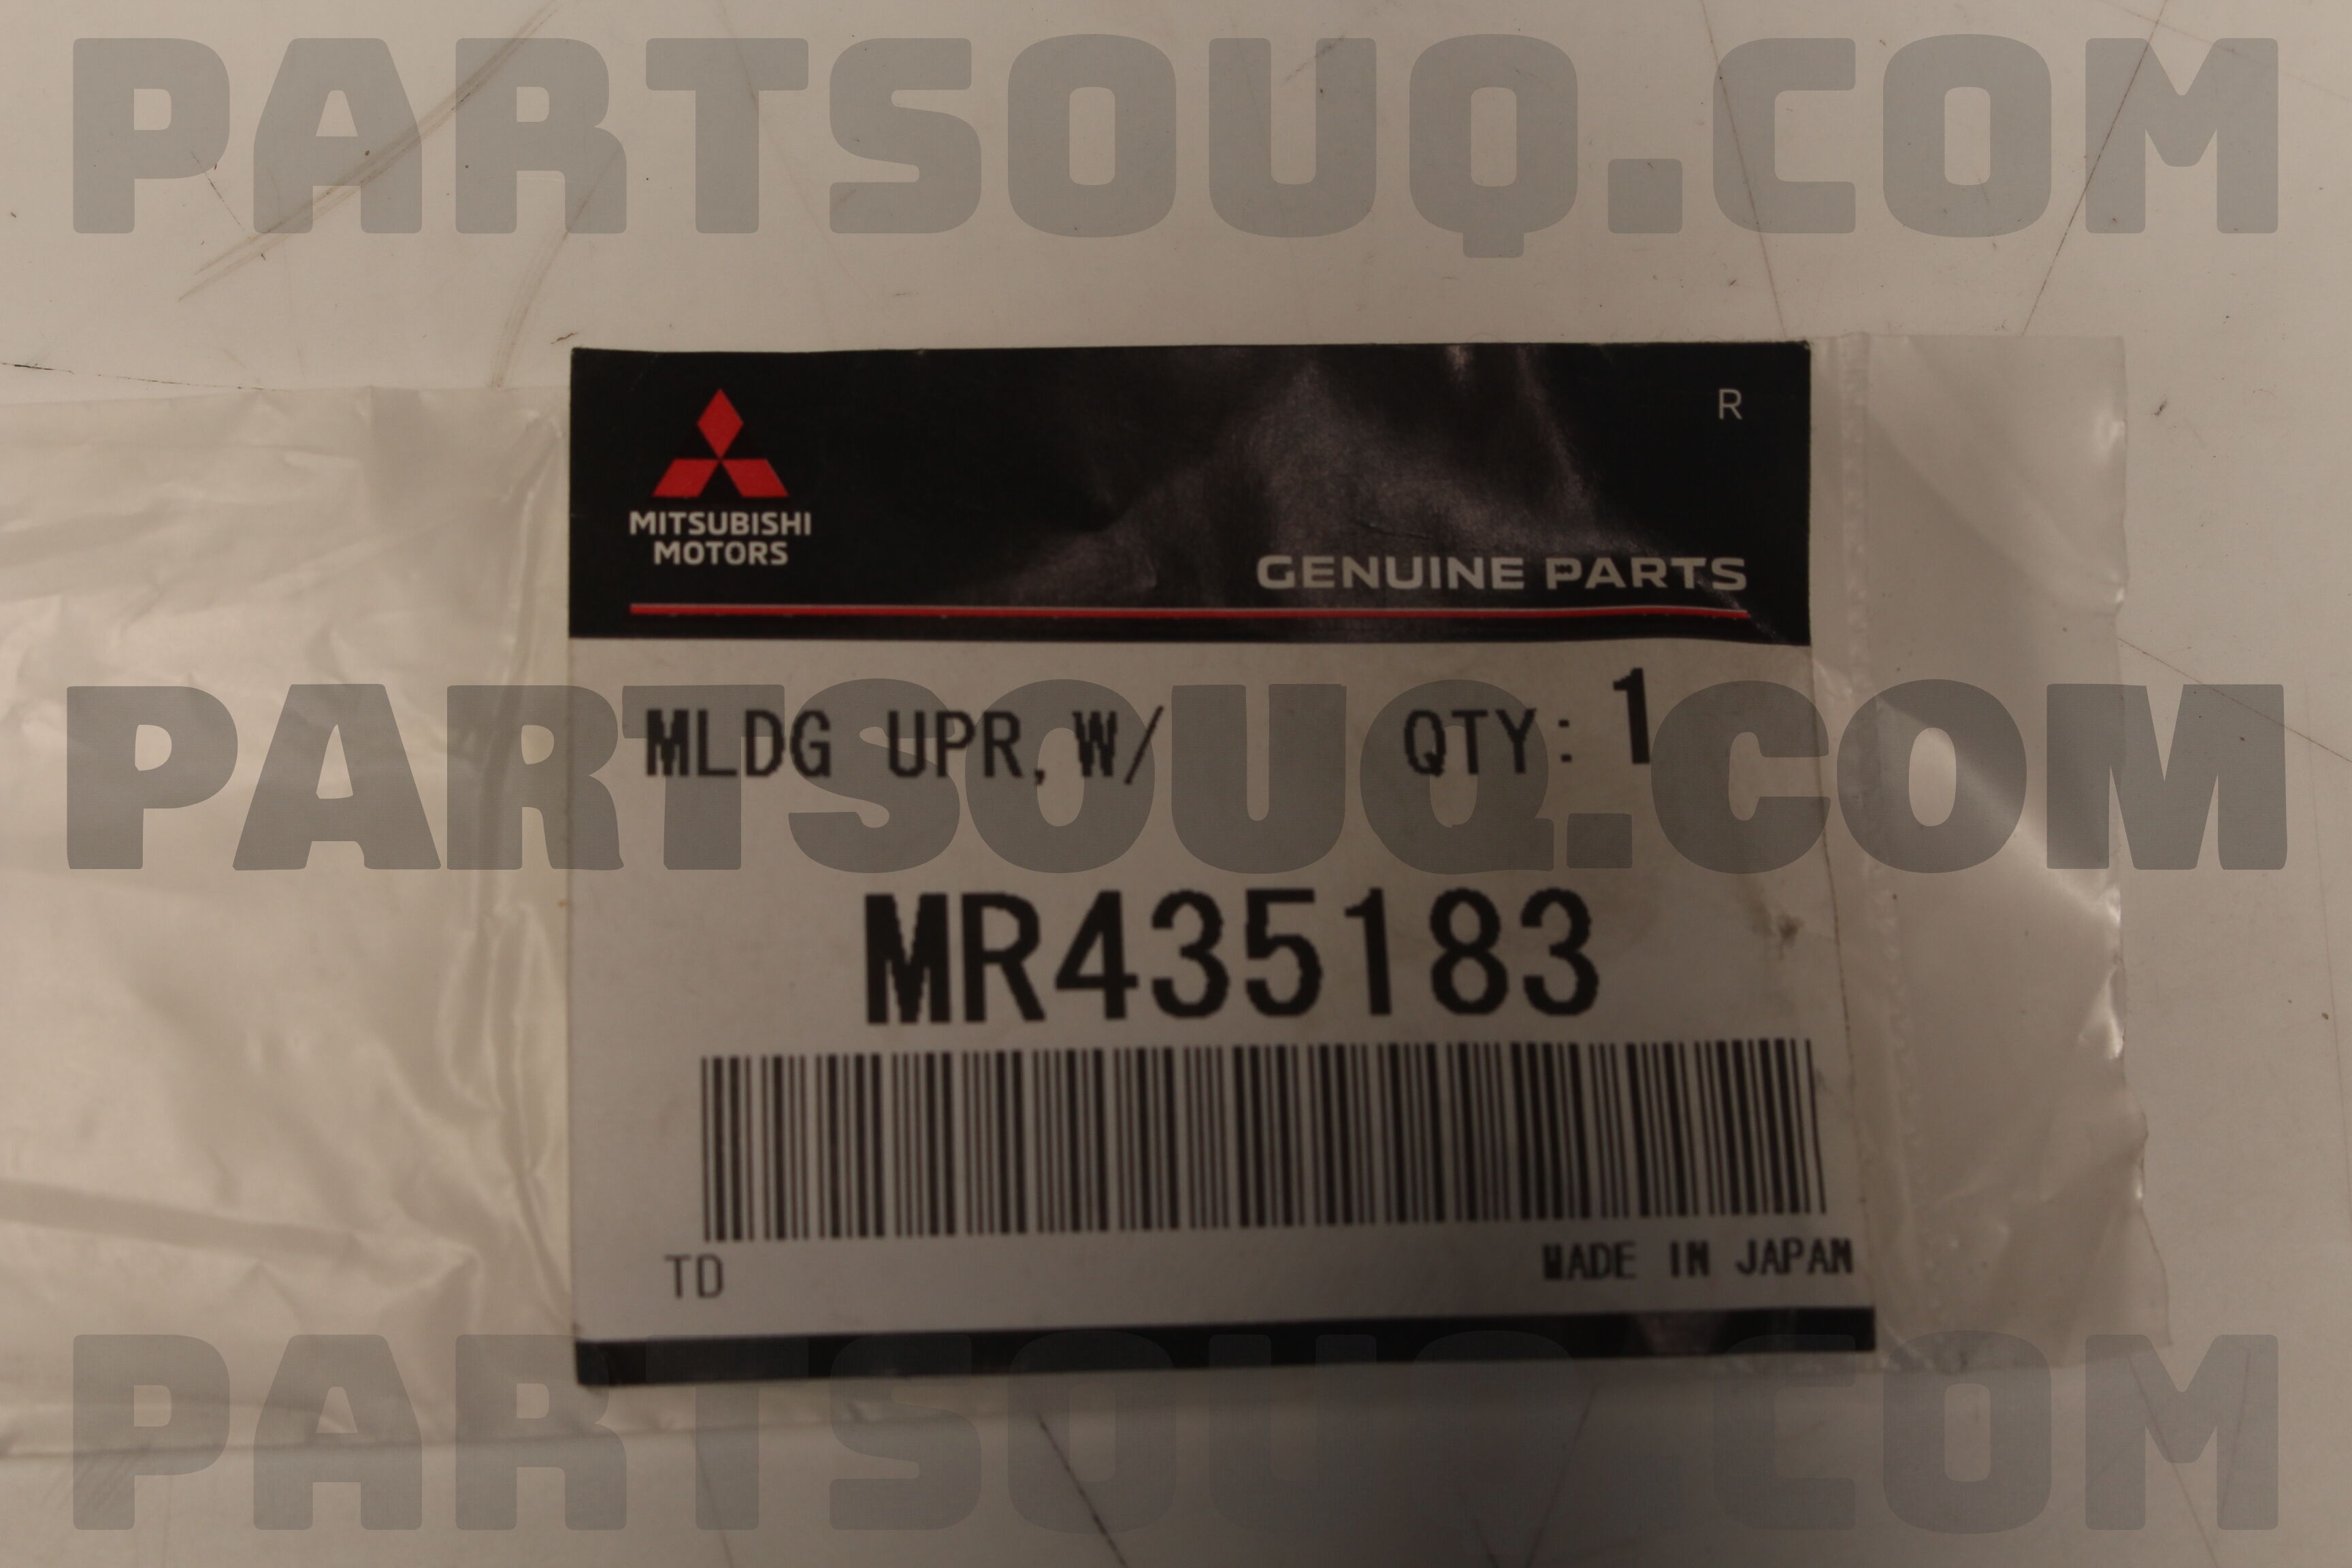 PARTSOUQ.COM
R
MITSUBISHI
MOTORS
GENUINE PARTS
MLDG UPR,W/ QTY: 1
PARTSOUQ.COM
MR435183
TD MADE IN JAPAN
PARTSOUQ.COM